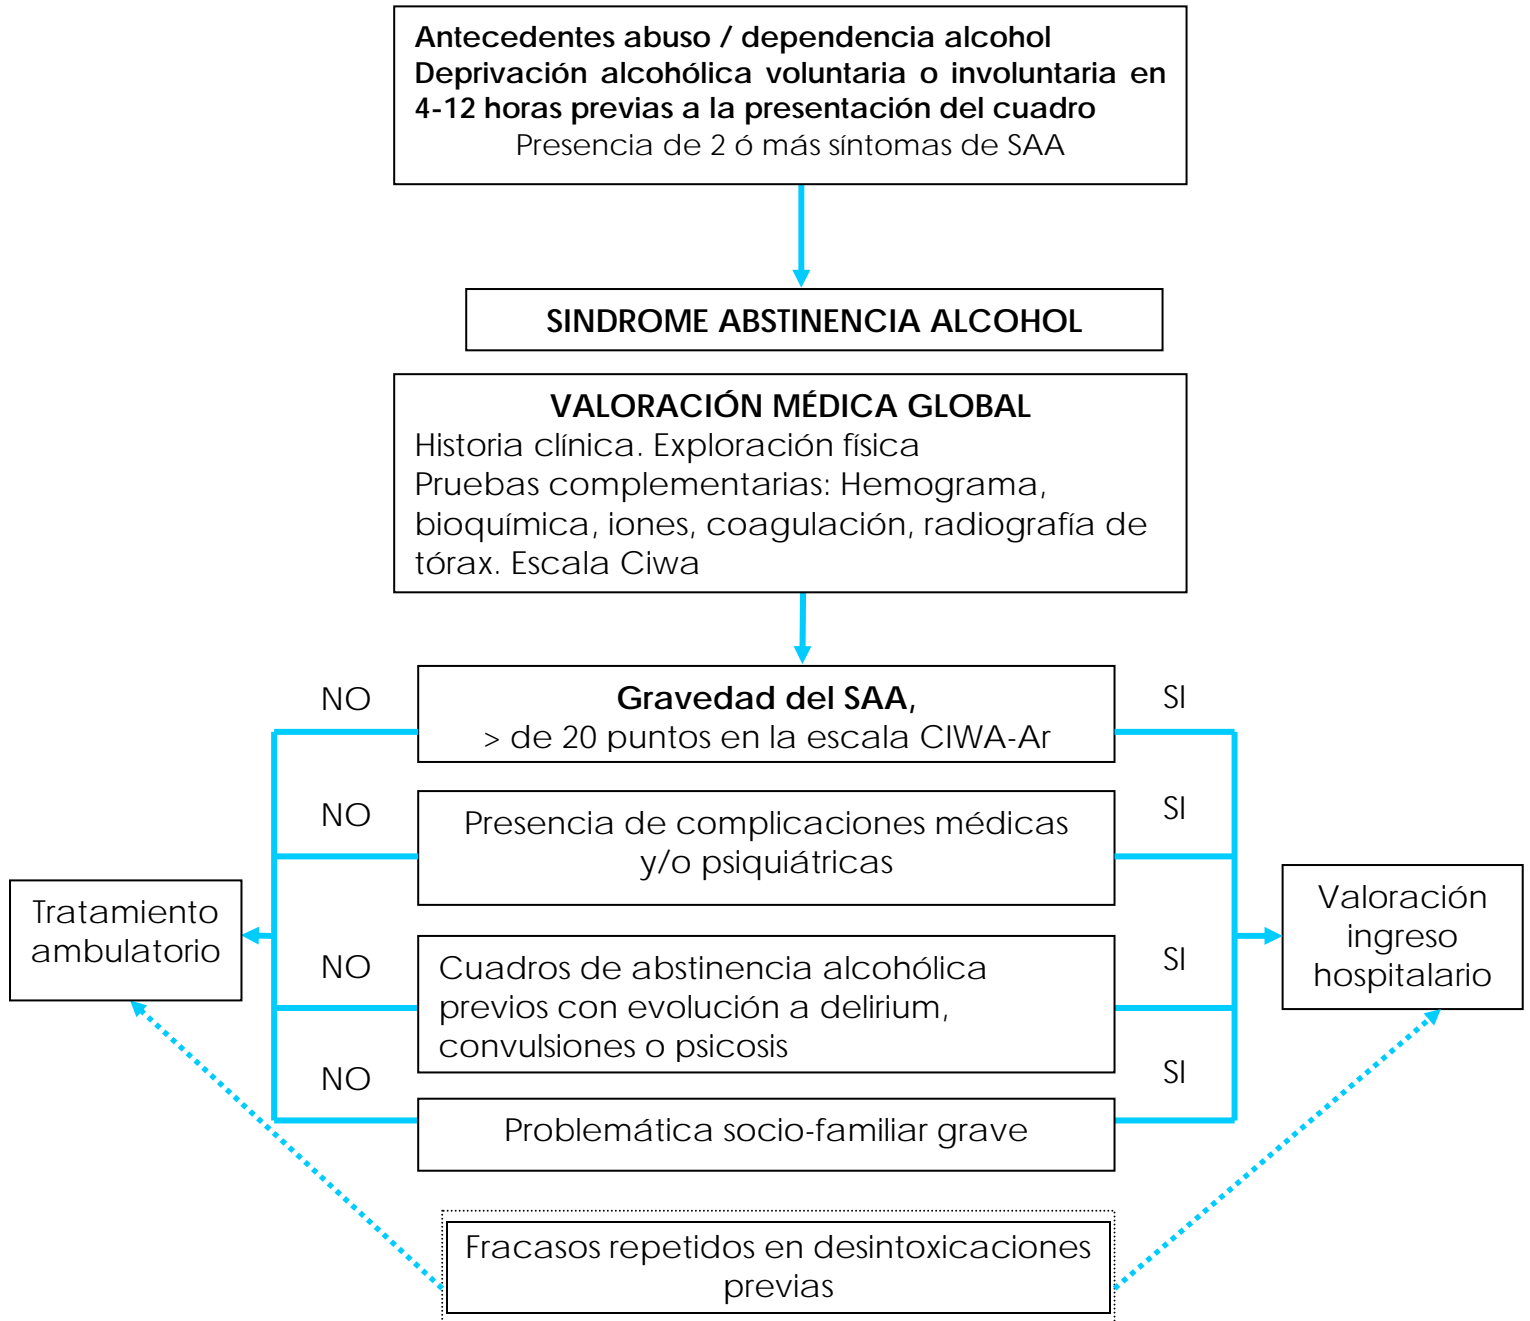 Antecedentes abuso / dependencia alcohol
Deprivación alcohólica voluntaria o involuntaria en
4-12 horas previas a la presentación del cuadro
Presencia de 2 ó más síntomas de SAA
SINDROME ABSTINENCIA ALCOHOL
VALORACIÓN MÉDICA GLOBAL
Historia clínica. Exploración física
Pruebas complementarias: Hemograma,
bioquímica, iones, coagulación, radiografía de
tórax. Escala Ciwa
NO
Gravedad del SAA,
> de 20 puntos en la escala CIWA-Ar
SI
NO
Presencia de complicaciones médicas
y/o psiquiátricas
SI
Tratamiento
ambulatorio
Valoración
ingreso
hospitalario
NO
Cuadros de abstinencia alcohólica
previos con evolución a delirium,
convulsiones o psicosis
SI
NO
Problemática socio-familiar grave
SI
Fracasos repetidos en desintoxicaciones
previas